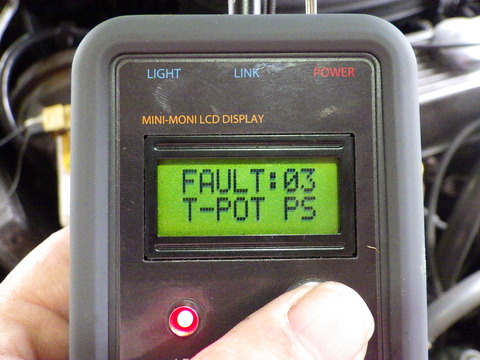 LIGHT LINK POWER
MINI-MONI LCD DISPLAY
FAULT:03
T-POT PS